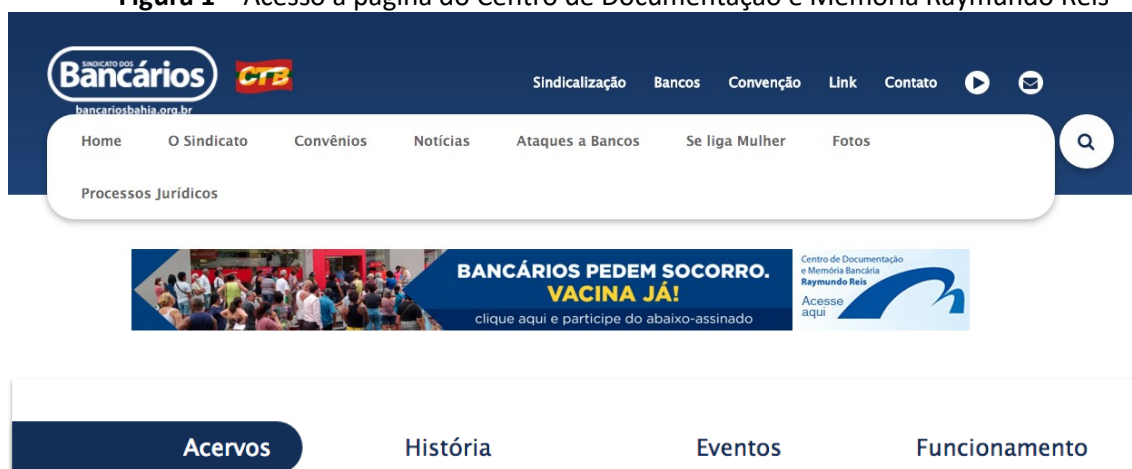 Figura 1 – Acesso à página do Centro de Documentação e Memória Raymundo Reis
SINDICATO DOS
Bancários
bancariosbahia.org.br
CTB
Sindicalização Bancos Convenção Link Contato
Home O Sindicato Convênios Notícias Ataques a Bancos Se liga Mulher Fotos
Processos Jurídicos
BANCÁRIOS PEDEM SOCORRO.
VACINA JÁ!
clique aqui e participe do abaixo-assinado
Centro de Documentação
e Memória Bancária
Raymundo Reis
Acesse
aqui
Acervos História Eventos Funcionamento